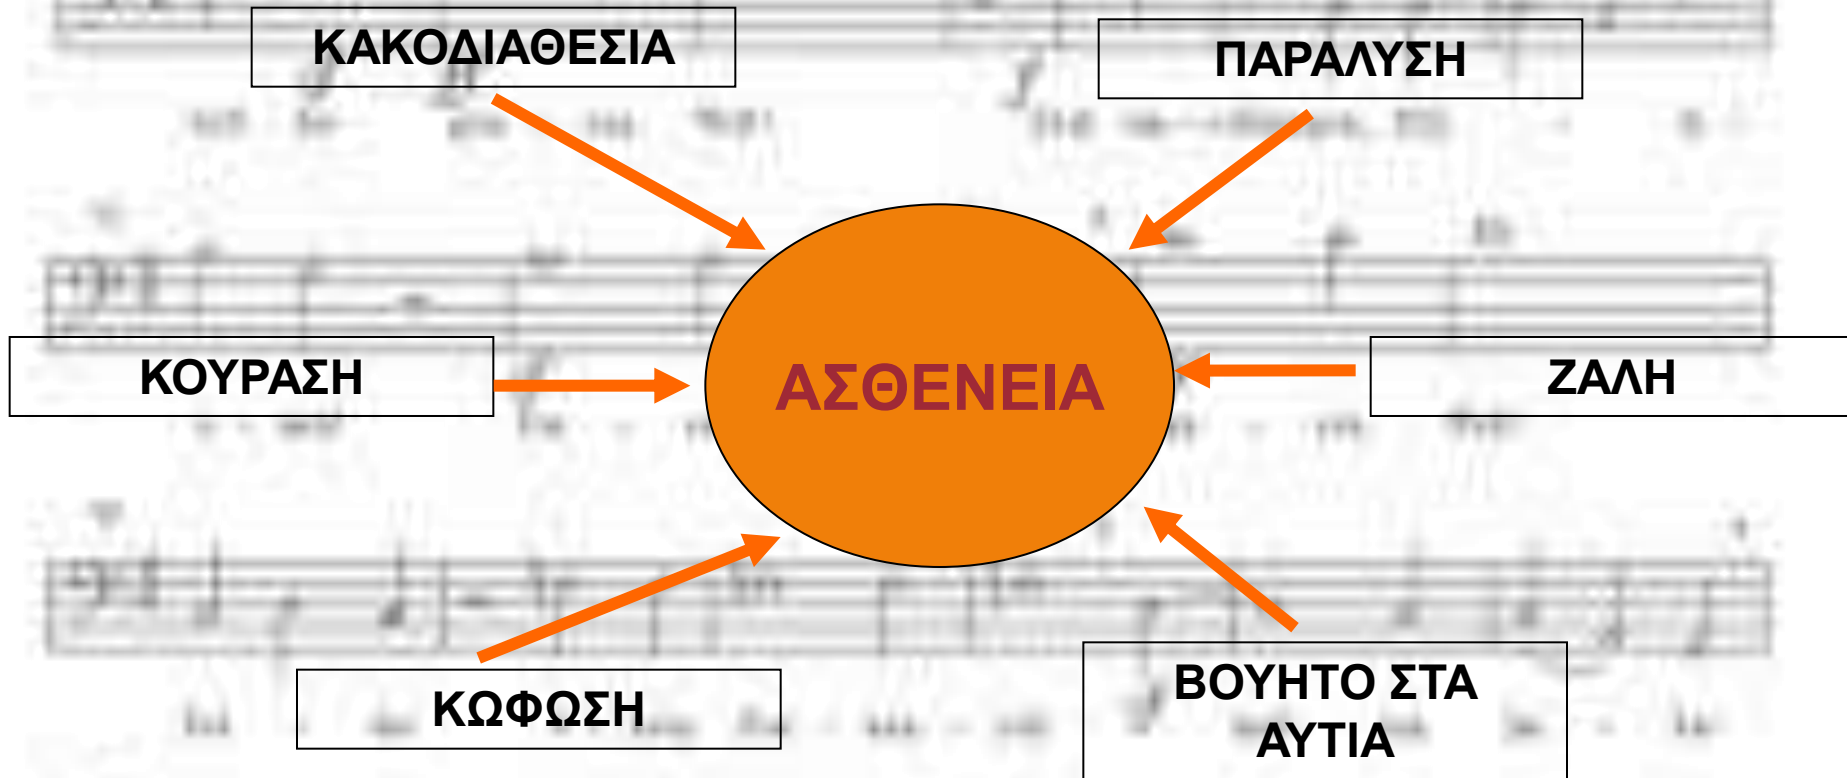 ΚΑΚΟΔΙΑΘΕΣΙΑ
ΠΑΡΑΛΥΣΗ
ΚΟΥΡΑΣΗ
ΑΣΘΕΝΕΙΑ
ΖΑΛΗ
ΚΩΦΩΣΗ
ΒΟΥΗΤΟ ΣΤΑ
ΑΥΤΙΑ